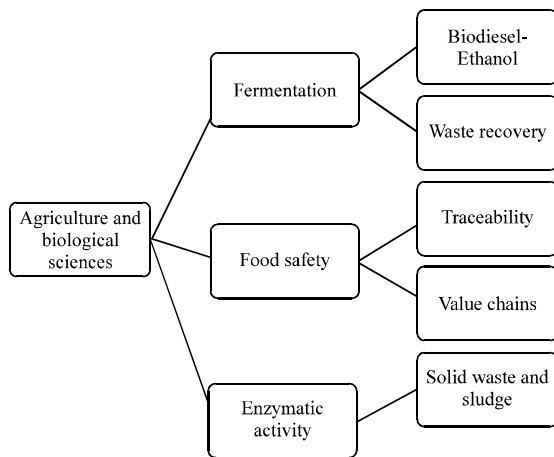 Agriculture and
biological
sciences
Fermentation
Biodiesel-
Ethanol
Waste recovery
Food safety
Traceability
Value chains
Enzymatic
activity
Solid waste and
sludge